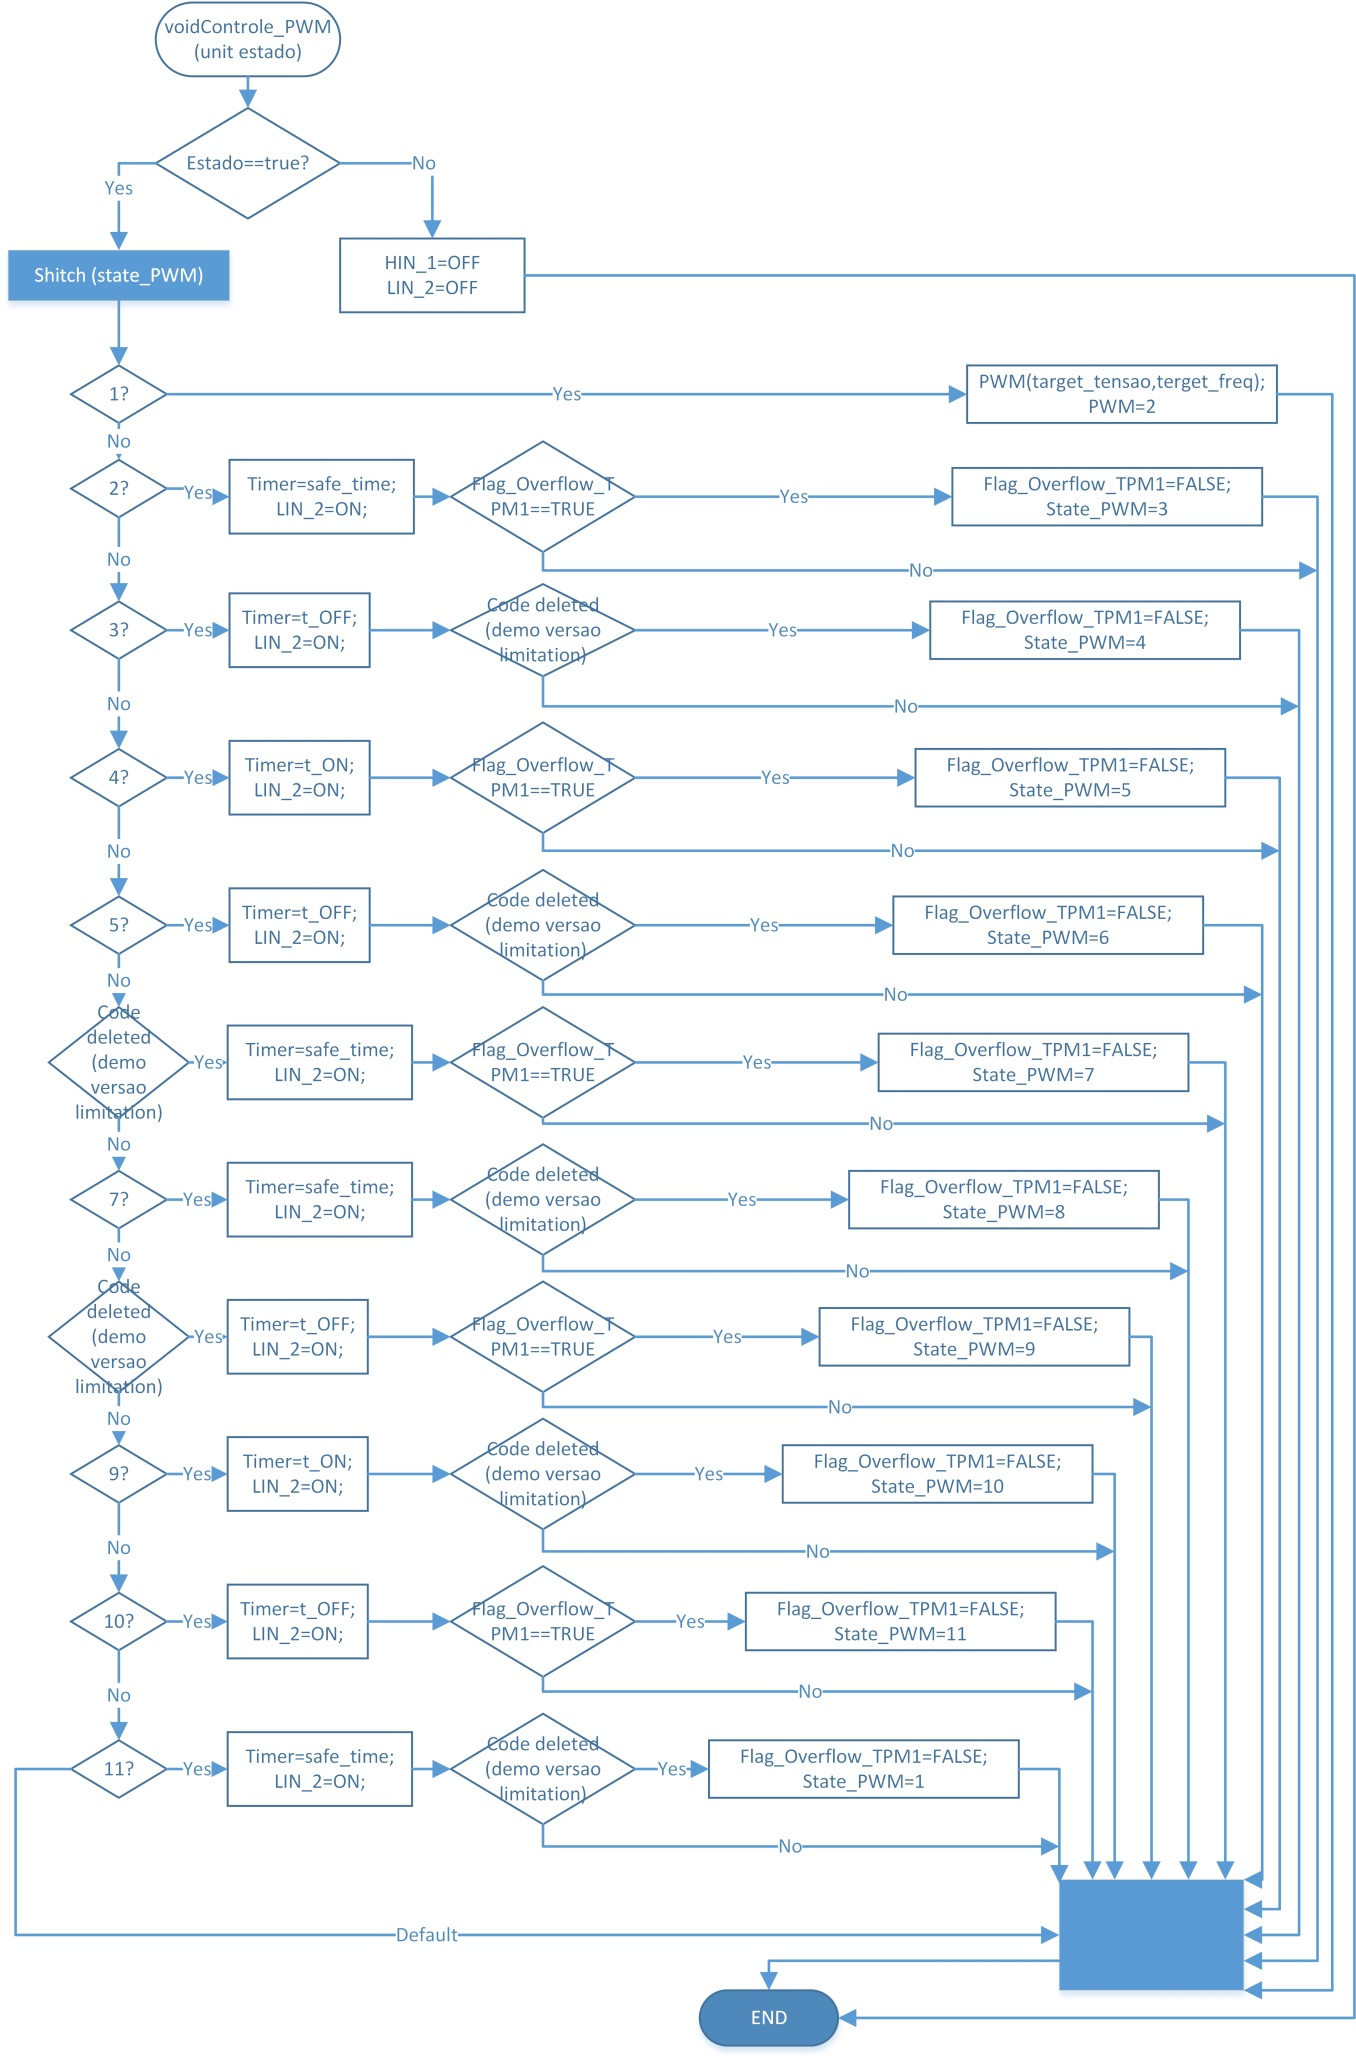 voidControle_PWM
(unit estado)
Estado==true?
No
Yes
Shitch (state_PWM)
HIN_1=OFF
LIN_2=OFF
1?
Yes
PWM(target_tensao,terget_freq);
PWM=2
No
2?
Yes
Timer=safe_time;
LIN_2=ON;
Flag_Overflow_T
PM1==TRUE
Yes
Flag_Overflow_TPM1=FALSE;
State_PWM=3
No
No
3?
Yes
Timer=t_OFF;
LIN_2=ON;
Code deleted
(demo versao
limitation)
Yes
Flag_Overflow_TPM1=FALSE;
State_PWM=4
No
No
4?
Yes
Timer=t_ON;
LIN_2=ON;
Flag_Overflow_T
PM1==TRUE
Yes
Flag_Overflow_TPM1=FALSE;
State_PWM=5
No
No
5?
Yes
Timer=t_OFF;
LIN_2=ON;
Code deleted
(demo versao
limitation)
Yes
Flag_Overflow_TPM1=FALSE;
State_PWM=6
No
No
Code
deleted
(demo
versao
limitation)
Yes
Timer=safe_time;
LIN_2=ON;
Flag_Overflow_T
PM1==TRUE
Yes
Flag_Overflow_TPM1=FALSE;
State_PWM=7
No
No
7?
Yes
Timer=safe_time;
LIN_2=ON;
Code deleted
(demo versao
limitation)
Yes
Flag_Overflow_TPM1=FALSE;
State_PWM=8
No
No
Code
deleted
(demo
versao
limitation)
Yes
Timer=t_OFF;
LIN_2=ON;
Flag_Overflow_T
PM1==TRUE
Yes
Flag_Overflow_TPM1=FALSE;
State_PWM=9
No
No
9?
Yes
Timer=t_ON;
LIN_2=ON;
Code deleted
(demo versao
limitation)
Yes
Flag_Overflow_TPM1=FALSE;
State_PWM=10
No
No
10?
Yes
Timer=t_OFF;
LIN_2=ON;
Flag_Overflow_T
PM1==TRUE
Yes
Flag_Overflow_TPM1=FALSE;
State_PWM=11
No
No
11?
Yes
Timer=safe_time;
LIN_2=ON;
Code deleted
(demo versao
limitation)
Yes
Flag_Overflow_TPM1=FALSE;
State_PWM=1
No
Default
END